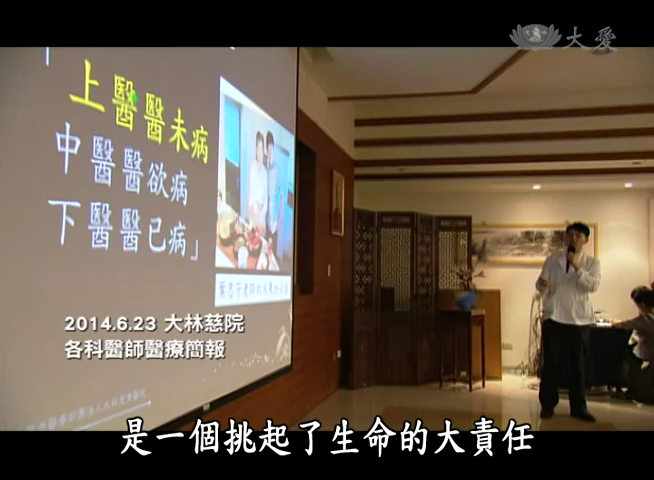 大愛
「
上醫醫未病
中醫醫欲病
下醫醫已病」
2014.6.23 大林慈院
各科醫師醫療簡報
是一個挑起了生命的大責任